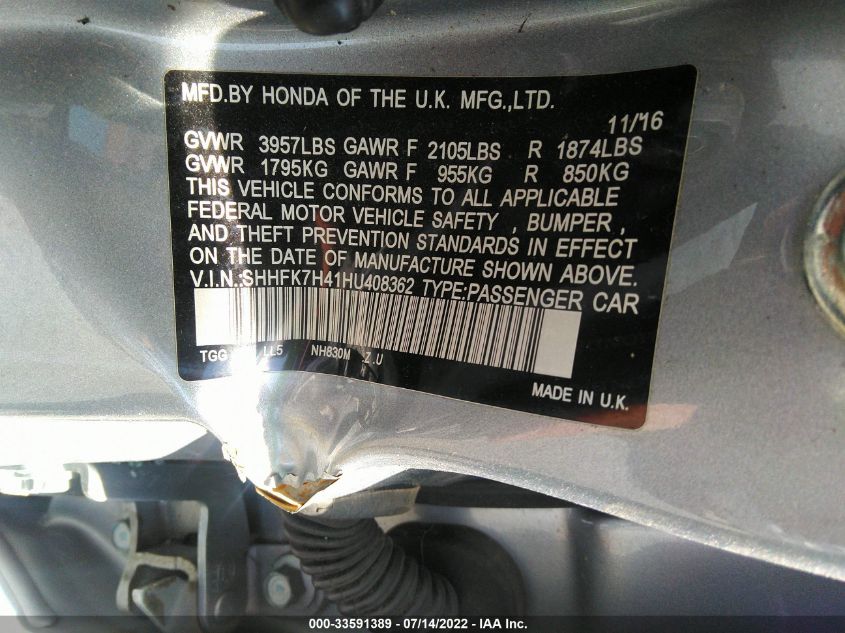 MFD.BY HONDA OF THE U.K. MFG.,LTD.
11/'16
GVWR 3957LBS GAWR F 2105LBS R 1874LBS
GVWR 1795KG GAWR F 955KG R 850KG
THIS VEHICLE CONFORMS TO ALL APPLICABLE
FEDERAL MOTOR VEHICLE SAFETY , BUMPER ,
AND THEFT PREVENTION STANDARDS IN EFFECT
ON THE DATE OF MANUFACTURE SHOWN ABOVE.
V.I.N.:SHHFK7H41HU408362 TYPE:PASSENGER CAR
TGG LL5 NH830M Z.U
MADE IN U.K.
000-33591389 - 07/14/2022 - IAA Inc.